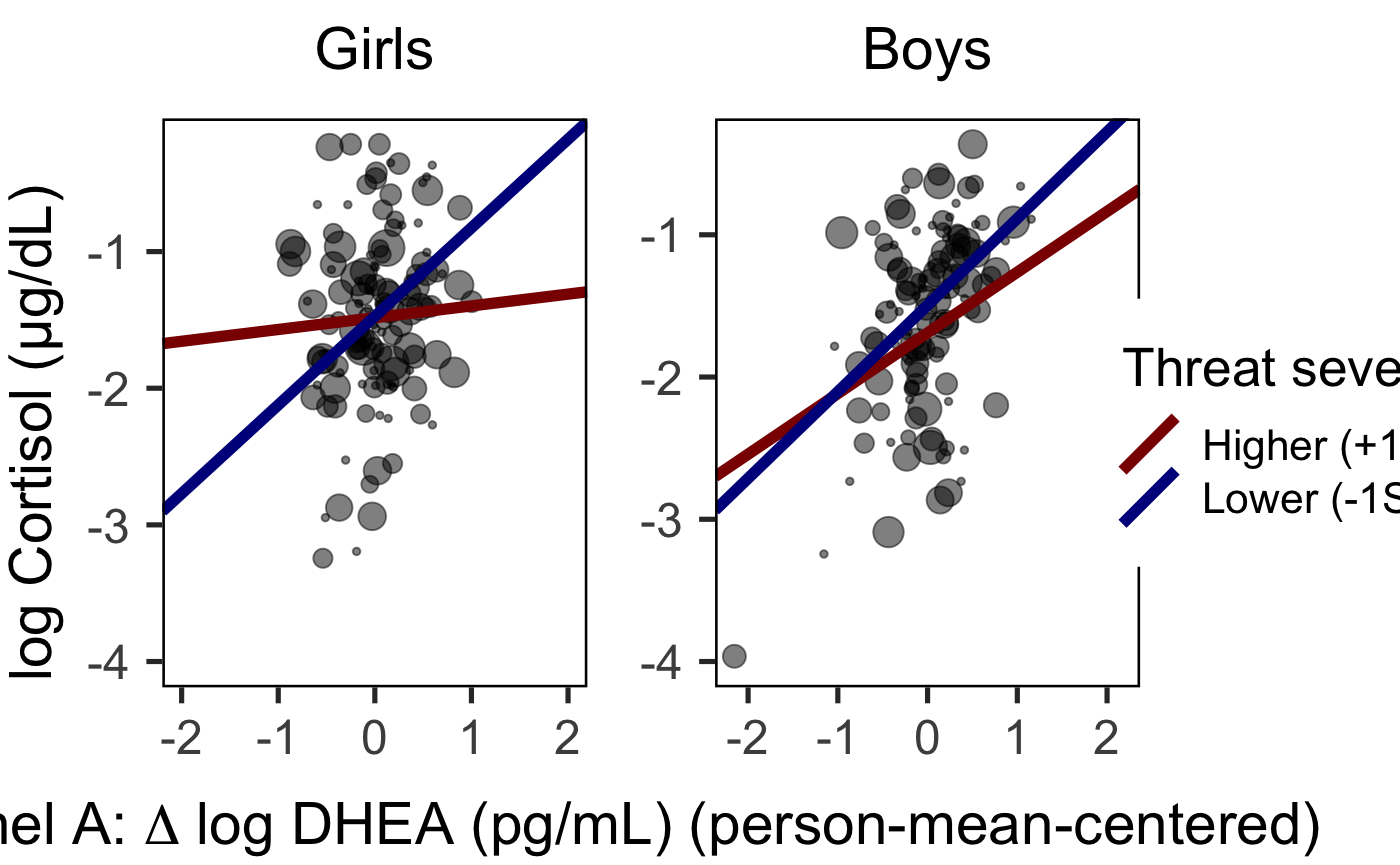 Girls
Boys
log Cortisol (µg/dL)
-1
-2
-3
-4
-1
-2
-3
-4
-2 -1 0 1 2
-2 -1 0 1 2
Threat seve
Higher (+1
Lower (-1S
nel A: Δ log DHEA (pg/mL) (person-mean-centered)